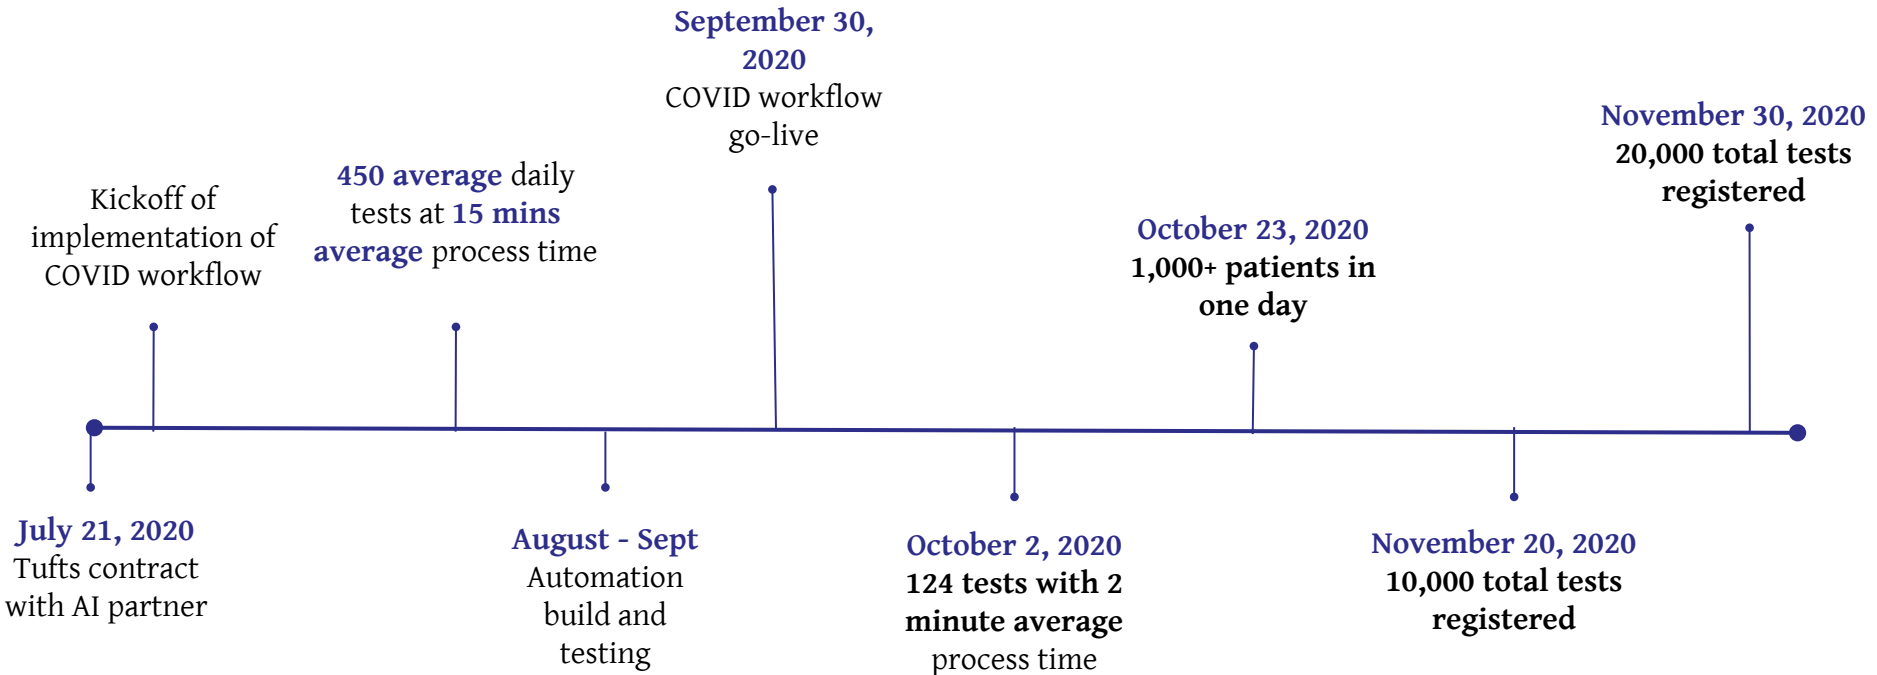 July 21, 2020
Tufts contract
with AI partner
Kickoff of
implementation of
COVID workflow
450 average daily
tests at 15 mins
average process time
August - Sept
Automation
build and
testing
September 30,
2020
COVID workflow
go-live
October 2, 2020
124 tests with 2
minute average
process time
October 23, 2020
1,000+ patients in
one day
November 20, 2020
10,000 total tests
registered
November 30, 2020
20,000 total tests
registered